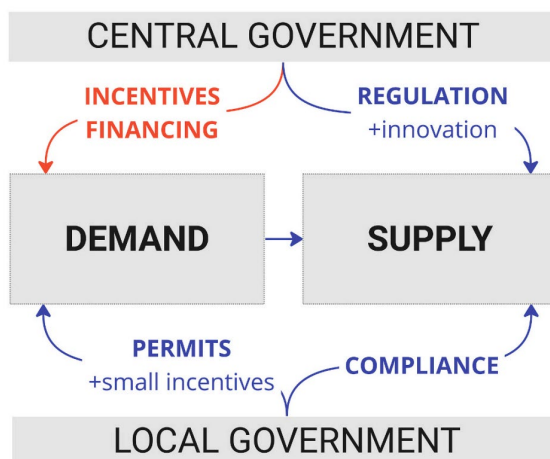 CENTRAL GOVERNMENT
INCENTIVES
FINANCING
REGULATION
+innovation
DEMAND
SUPPLY
PERMITS
+small incentives
COMPLIANCE
LOCAL GOVERNMENT